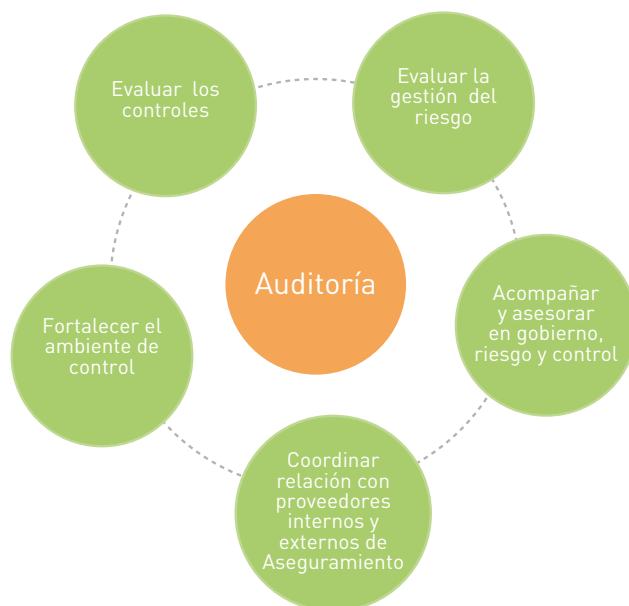 Evaluar los
controles
Evaluar la
gestión del
riesgo
Auditoría
Acompañar
y asesorar
en gobierno,
riesgo y control
Fortalecer el
ambiente de
control
Coordinar
relación con
proveedores
internos y
externos de
Aseguramiento